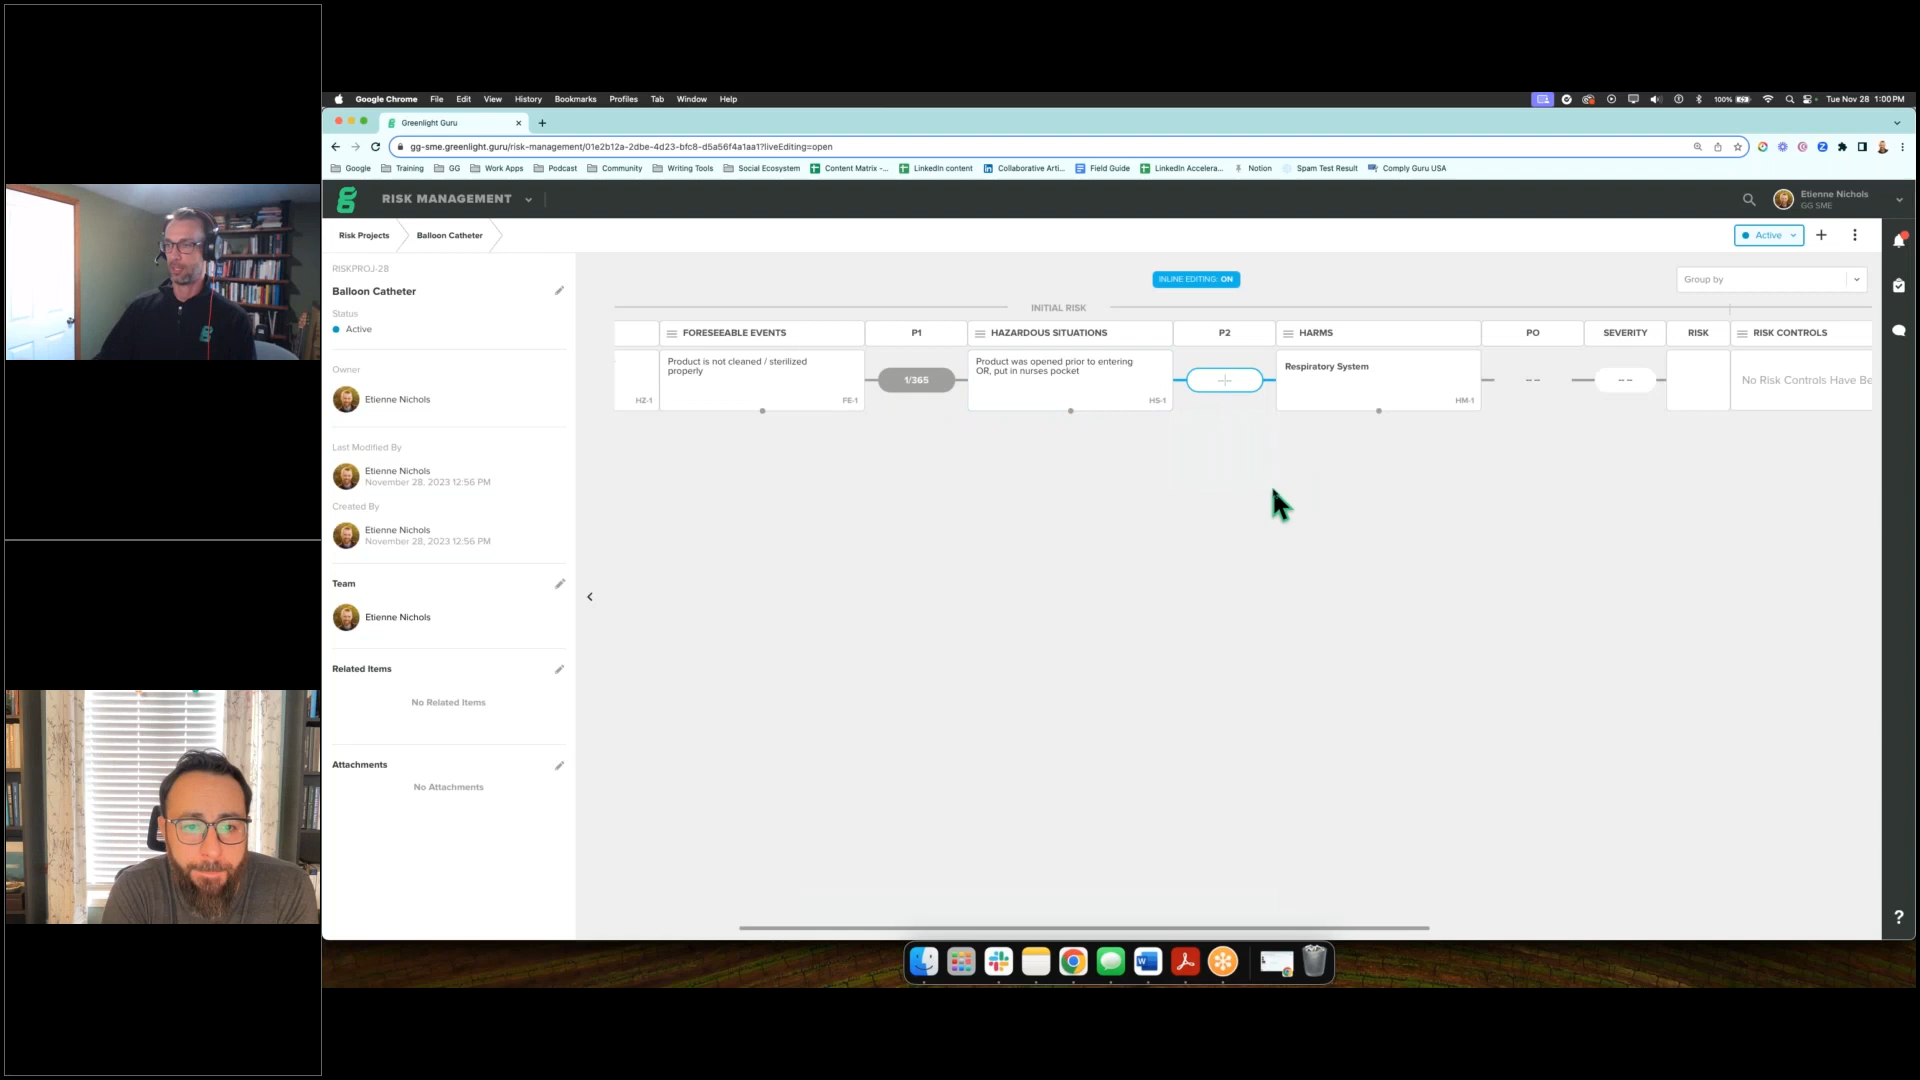 Google Chrome File Edit View History Bookmarks Profiles Tab Window Help
100% Tue Nov 28 1:00 PM
Greenlight Guru
gg-sme.greenlight.guru/risk-management/01e2b12a-2dbe-4d23-bfc8-d5a56f4a1aa1?liveEditing=open
Google Training GG Work Apps Podcast Community Writing Tools Social Ecosystem Content Matrix -... LinkedIn content Collaborative Arti... Field Guide LinkedIn Accelera... Notion Spam Test Result Comply Guru USA
RISK MANAGEMENT
Etienne Nichols
GG SME
Risk Projects Balloon Catheter
Active
RISKPROJ-28
Balloon Catheter
Status
Active
Owner
Etienne Nichols
Last Modified By
Etienne Nichols
November 28, 2023 12:56 PM
Created By
Etienne Nichols
November 28, 2023 12:56 PM
Team
Etienne Nichols
Related Items
No Related Items
Attachments
No Attachments
INLINE EDITING: ON
Group by
INITIAL RISK
FORESEEABLE EVENTS P1 HAZARDOUS SITUATIONS P2 HARMS PO SEVERITY RISK RISK CONTROLS
HZ-1
Product is not cleaned / sterilized
properly
FE-1
1/365
Product was opened prior to entering
OR, put in nurses pocket
HS-1
Respiratory System
HM-1
-- --
No Risk Controls Have Be
?